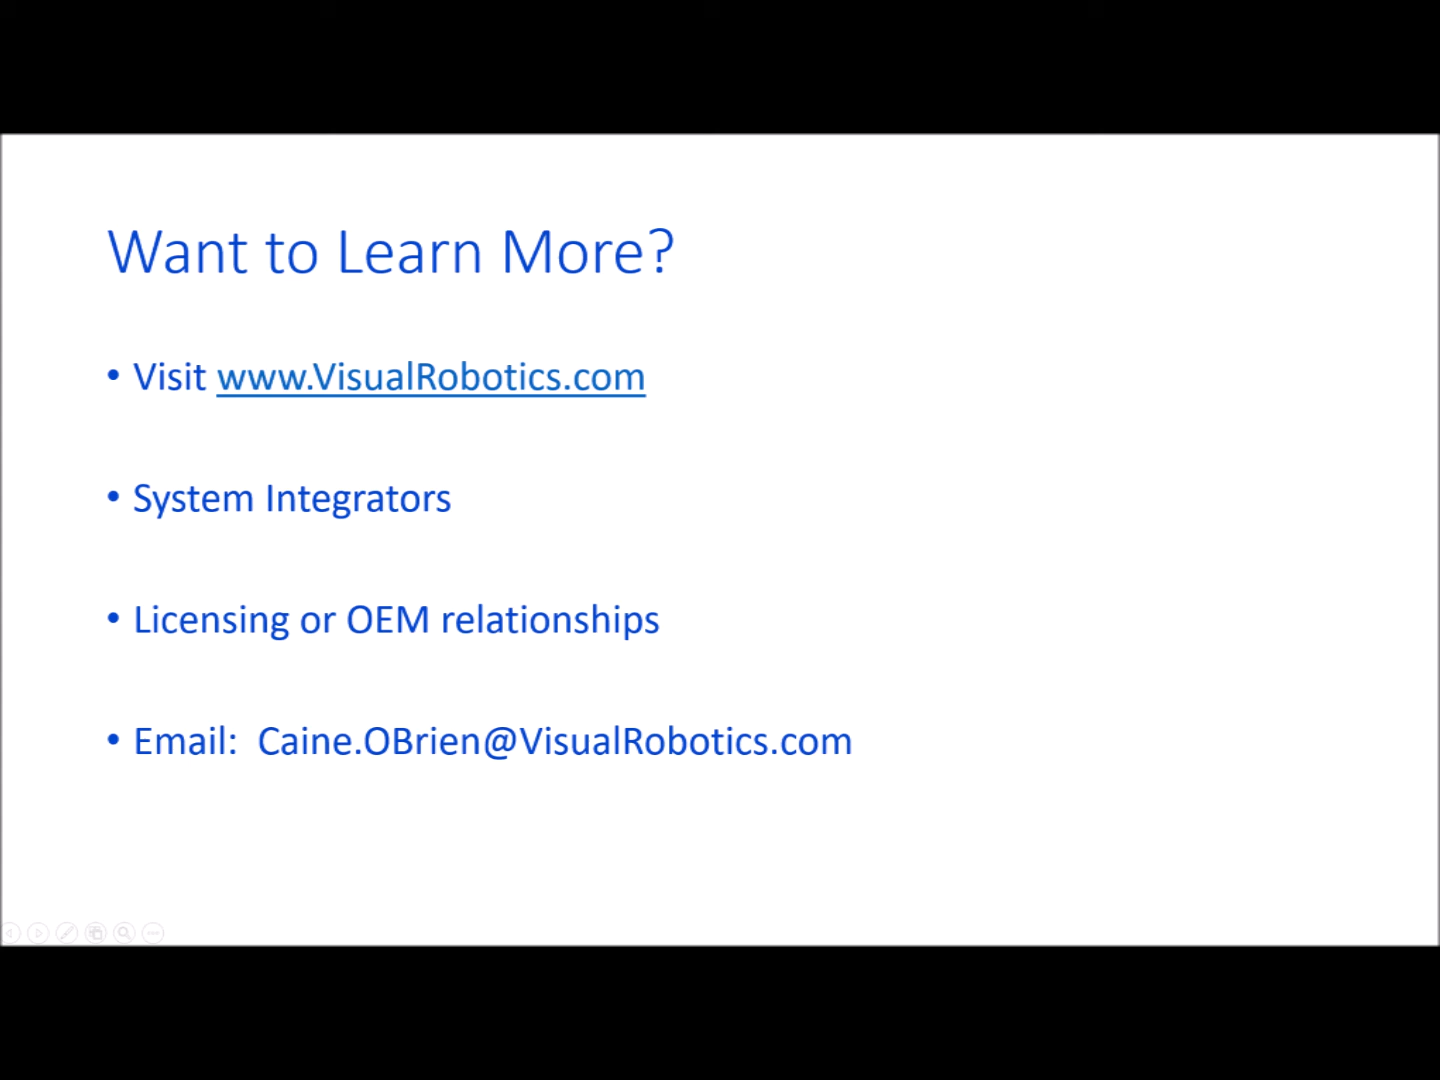 Want to Learn More?
• Visit www.VisualRobotics.com
• System Integrators
• Licensing or OEM relationships
• Email:  Caine.OBrien@VisualRobotics.com